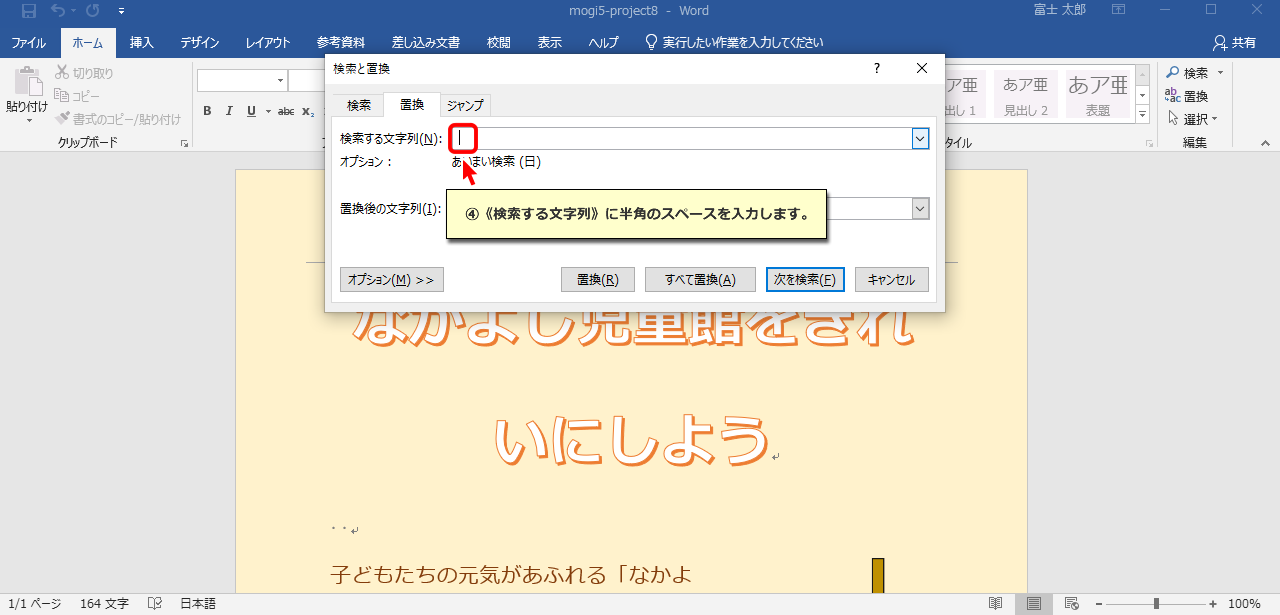 mogi5-project8 - Word
富士 太郎
ファイル ホーム 挿入 デザイン レイアウト 参考資料 差し込み文書 校閲 表示 ヘルプ 実行したい作業を入力してください 共有
貼り付け
切り取り
コピー
書式のコピー/貼り付け
クリップボード
B I U abc x₂
あア亜
出し 1
あア亜
見出し 2
あア亜
表題
タイル
検索
置換
選択
編集
検索と置換 ?
検索 置換 ジャンプ
検索する文字列(N):
オプション : あいまい検索 (日)
置換後の文字列(I):
④《検索する文字列》に半角のスペースを入力します。
オプション(M) >> 置換(R) すべて置換(A) 次を検索(F) キャンセル
なかよし児童館をきれ
いにしよう
子どもたちの元気があふれる「なかよ
1/1 ページ 164 文字 日本語 100%